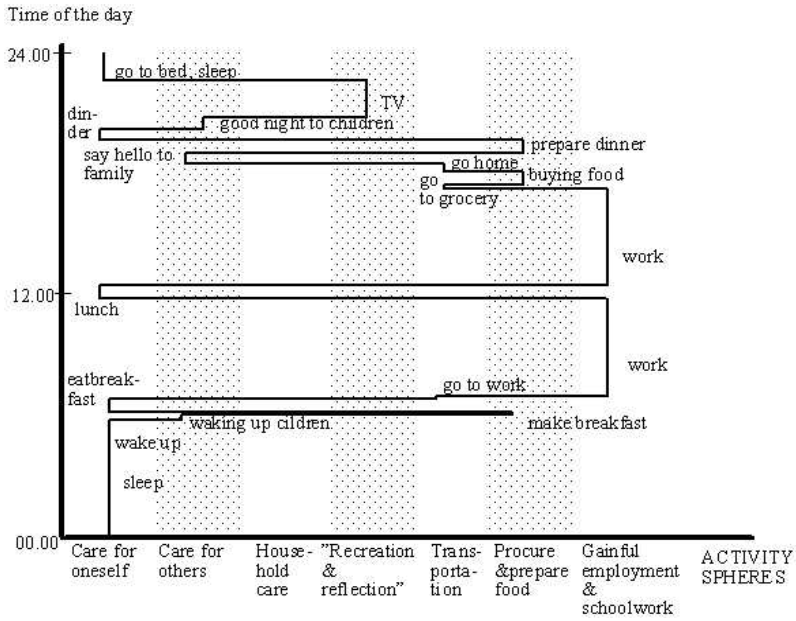 Time of the day
24.00
go to bed, sleep
TV
din-
der
good night to children
prepare dinner
say hello to
family
go home
buying food
go
to grocery
work
12.00
lunch
work
eatbreak-
fast
go to work
waking up cildren
make breakfast
wake up
sleep
00.00
Care for
oneself
Care for
others
House-
hold
care
"Recreation
&
reflection"
Trans-
porta-
tion
Procure
&prepare
food
Gainful
employment
&
schoolwork
ACTIVITY
SPHERES